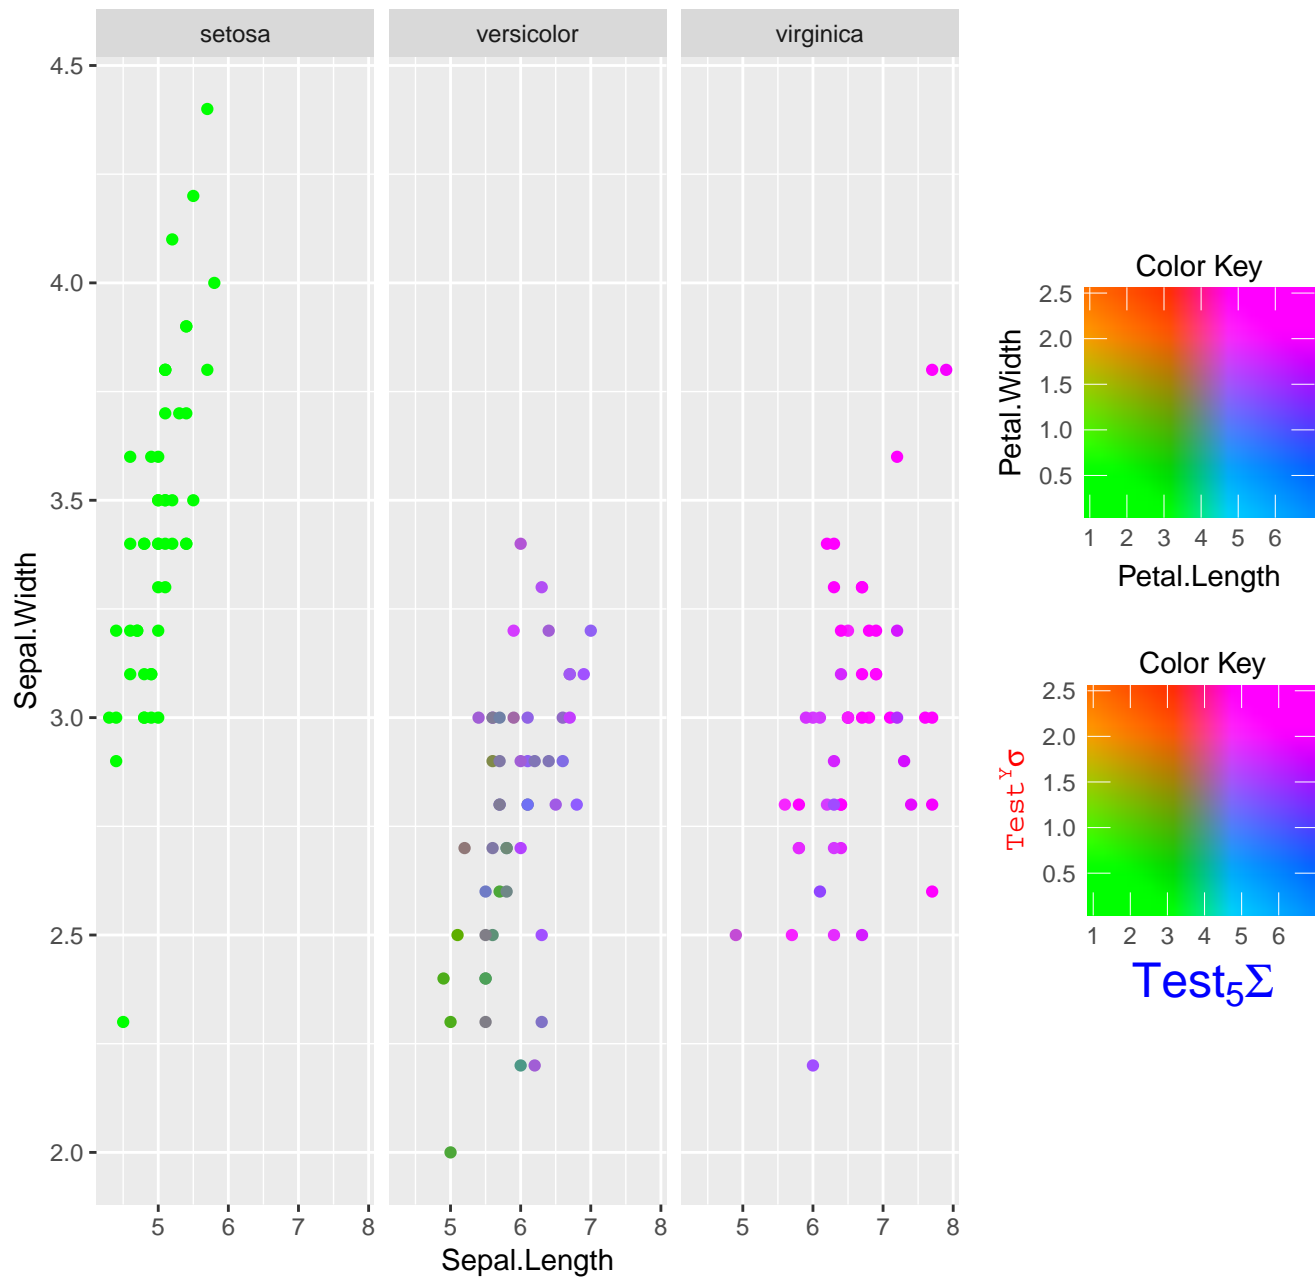 setosa versicolor virginica
4.5
4.0
3.5
3.0
2.5
2.0
Sepal.Width
5 6 7 8 5 6 7 8 5 6 7 8
Sepal.Length
Color Key
2.5
2.0
1.5
1.0
0.5
Petal.Width
1 2 3 4 5 6
Petal.Length
Color Key
2.5
2.0
1.5
1.0
0.5
Testᵞσ
1 2 3 4 5 6
Test₅Σ